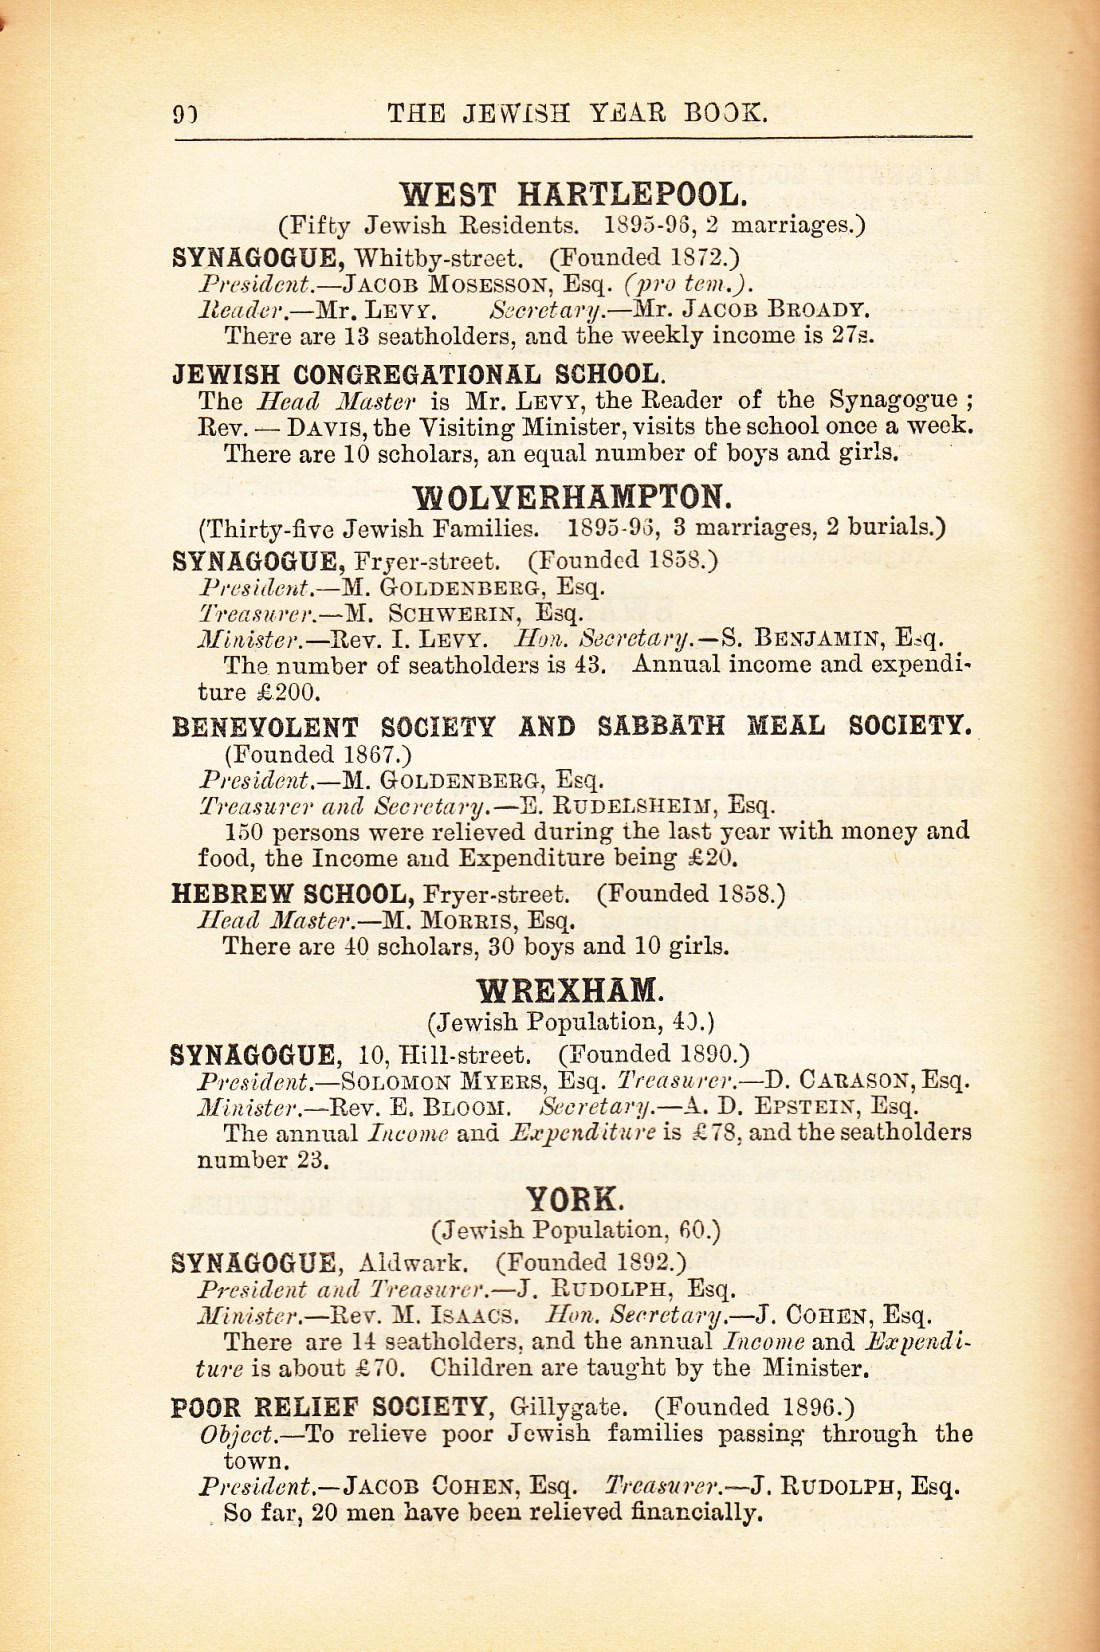 90 THE JEWISH YEAR BOOK.
WEST HARTLEPOOL.
(Fifty Jewish Residents. 1895-96, 2 marriages.)
SYNAGOGUE, Whitby-street. (Founded 1872.)
President.—JACOB MOSESSON, Esq. (pro tem.).
Reader.—Mr. LEVY. Secretary.—Mr. JACOB BROADY.
There are 13 seatholders, and the weekly income is 27s.
JEWISH CONGREGATIONAL SCHOOL.
The Head Master is Mr. LEVY, the Reader of the Synagogue ;
Rev. — DAVIS, the Visiting Minister, visits the school once a week.
There are 10 scholars, an equal number of boys and girls.
WOLVERHAMPTON.
(Thirty-five Jewish Families. 1895-96, 3 marriages, 2 burials.)
SYNAGOGUE, Fryer-street. (Founded 1858.)
President.—M. GOLDENBERG, Esq.
Treasurer.—M. SCHWERIN, Esq.
Minister.—Rev. I. LEVY. Hon. Secretary.—S. BENJAMIN, Esq.
The number of seatholders is 43. Annual income and expendi-
ture £200.
BENEVOLENT SOCIETY AND SABBATH MEAL SOCIETY.
(Founded 1867.)
President.—M. GOLDENBERG, Esq.
Treasurer and Secretary.—E. RUDELSHEIM, Esq.
150 persons were relieved during the last year with money and
food, the Income and Expenditure being £20.
HEBREW SCHOOL, Fryer-street. (Founded 1858.)
Head Master.—M. MORRIS, Esq.
There are 40 scholars, 30 boys and 10 girls.
WREXHAM.
(Jewish Population, 40.)
SYNAGOGUE, 10, Hill-street. (Founded 1890.)
President.—SOLOMON MYERS, Esq. Treasurer.—D. CARASON, Esq.
Minister.—Rev. E. BLOOM. Secretary.—A. D. EPSTEIN, Esq.
The annual Income and Expenditure is £78, and the seatholders
number 23.
YORK.
(Jewish Population, 60.)
SYNAGOGUE, Aldwark. (Founded 1892.)
President and Treasurer.—J. RUDOLPH, Esq.
Minister.—Rev. M. ISAACS. Hon. Secretary.—J. COHEN, Esq.
There are 14 seatholders, and the annual Income and Expendi-
ture is about £70. Children are taught by the Minister.
POOR RELIEF SOCIETY, Gillygate. (Founded 1896.)
Object.—To relieve poor Jewish families passing through the
town.
President.—JACOB COHEN, Esq. Treasurer.—J. RUDOLPH, Esq.
So far, 20 men have been relieved financially.